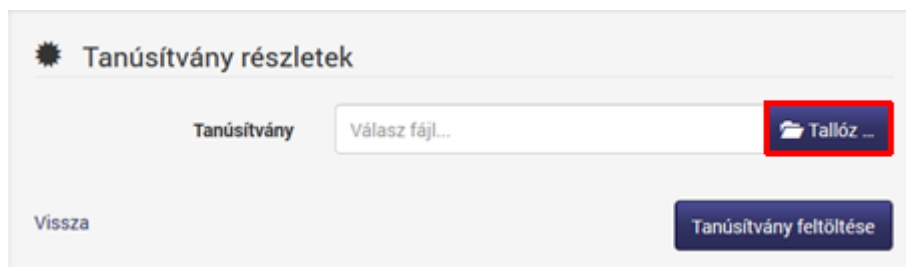 Tanúsítvány részletek
Tanúsítvány Válasz fájl... Tallóz ...
Vissza Tanúsítvány feltöltése